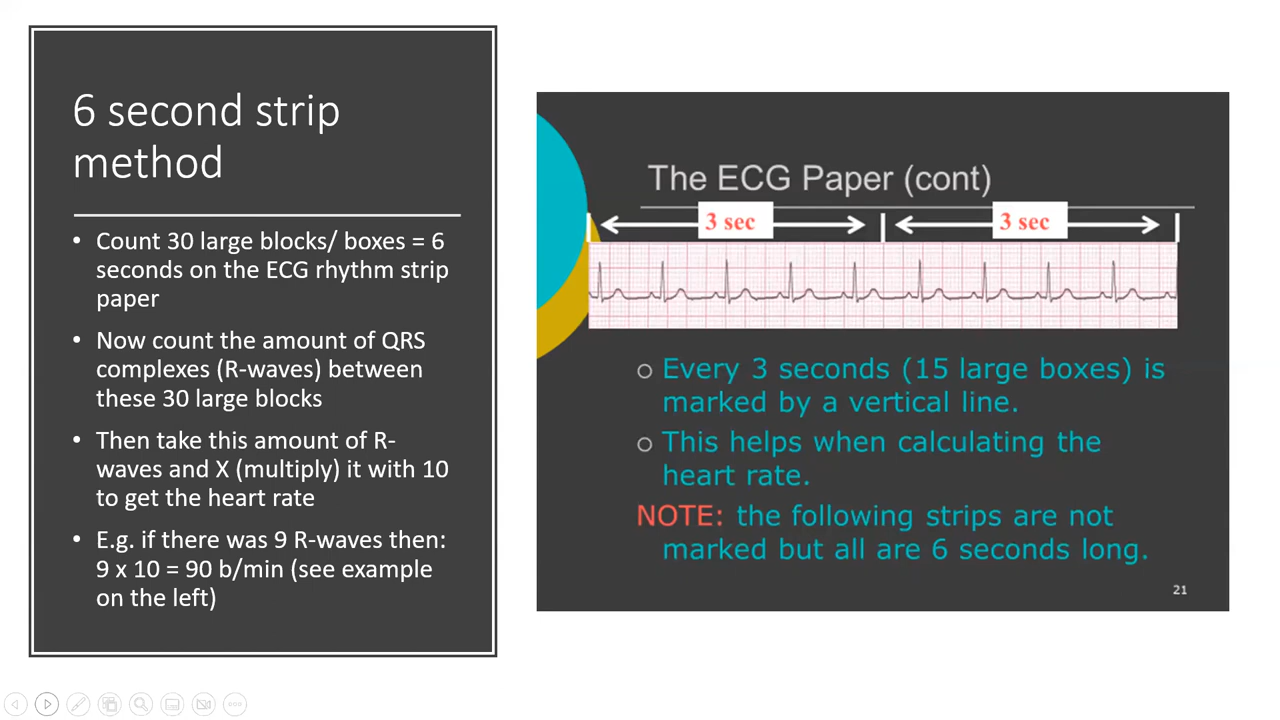 6 second strip
method
• Count 30 large blocks/ boxes = 6
seconds on the ECG rhythm strip
paper
• Now count the amount of QRS
complexes (R-waves) between
these 30 large blocks
• Then take this amount of R-
waves and X (multiply) it with 10
to get the heart rate
• E.g. if there was 9 R-waves then:
9 x 10 = 90 b/min (see example
on the left)
The ECG Paper (cont)
3 sec
3 sec
Every 3 seconds (15 large boxes) is
marked by a vertical line.
This helps when calculating the
heart rate.
NOTE: the following strips are not
marked but all are 6 seconds long.
21